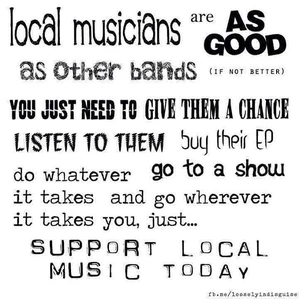 local musicians are AS GOOD
as other bands (IF NOT BETTER)
YOU JUST NEED TO GIVE THEM A CHANCE
LISTEN TO THEM buy their EP
do whatever go to a show
it takes and go wherever
it takes you, just...
SUPPORT LOCAL
MUSIC TODAY
fb.me/looselyindisguise